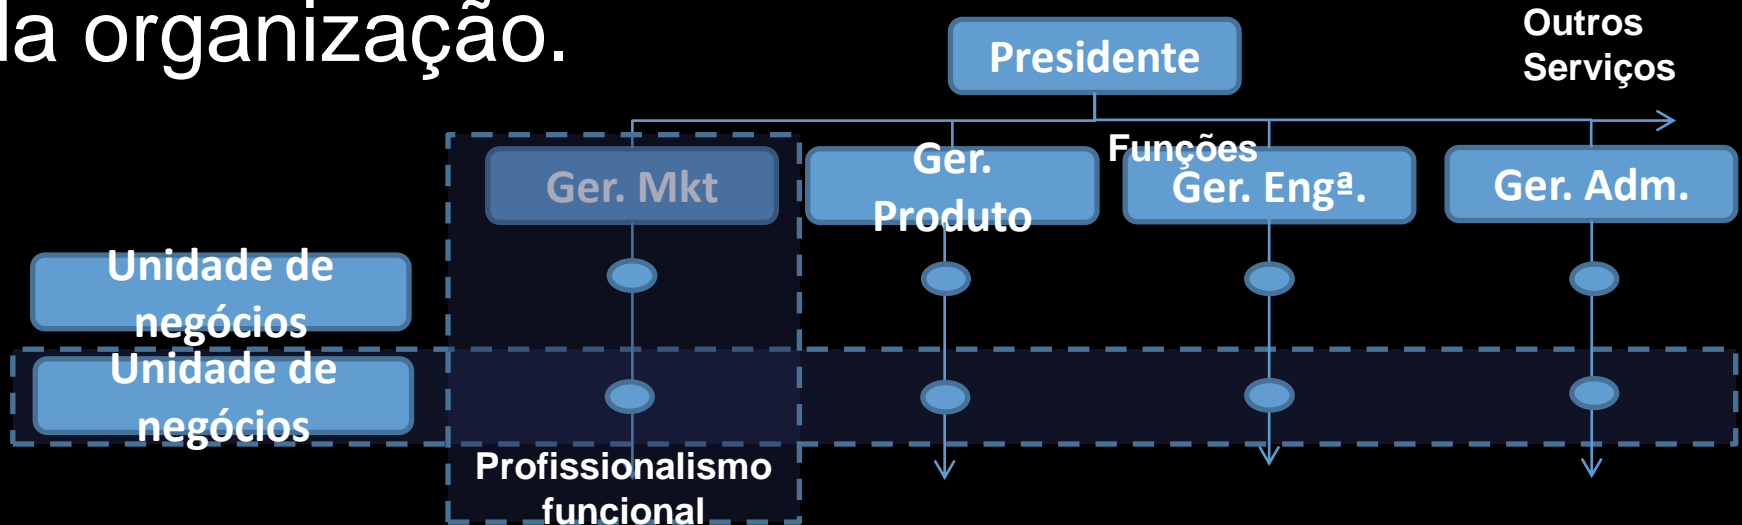 la organização.
Outros
Serviços
Presidente
Funções
Ger. Mkt
Ger.
Produto
Ger. Engª.
Ger. Adm.
Unidade de
negócios
Unidade de
negócios
Profissionalismo
funcional